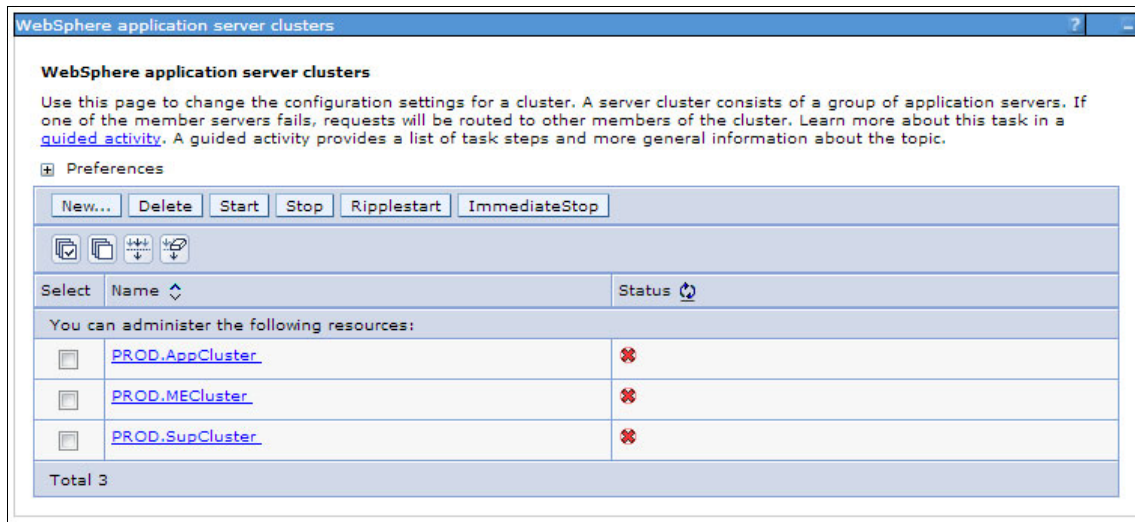 WebSphere application server clusters ? _
WebSphere application server clusters
Use this page to change the configuration settings for a cluster. A server cluster consists of a group of application servers. If
one of the member servers fails, requests will be routed to other members of the cluster. Learn more about this task in a
guided activity. A guided activity provides a list of task steps and more general information about the topic.
Preferences
New... Delete Start Stop Ripplestart ImmediateStop
Select Name Status
You can administer the following resources:
PROD.AppCluster
PROD.MECluster
PROD.SupCluster
Total 3